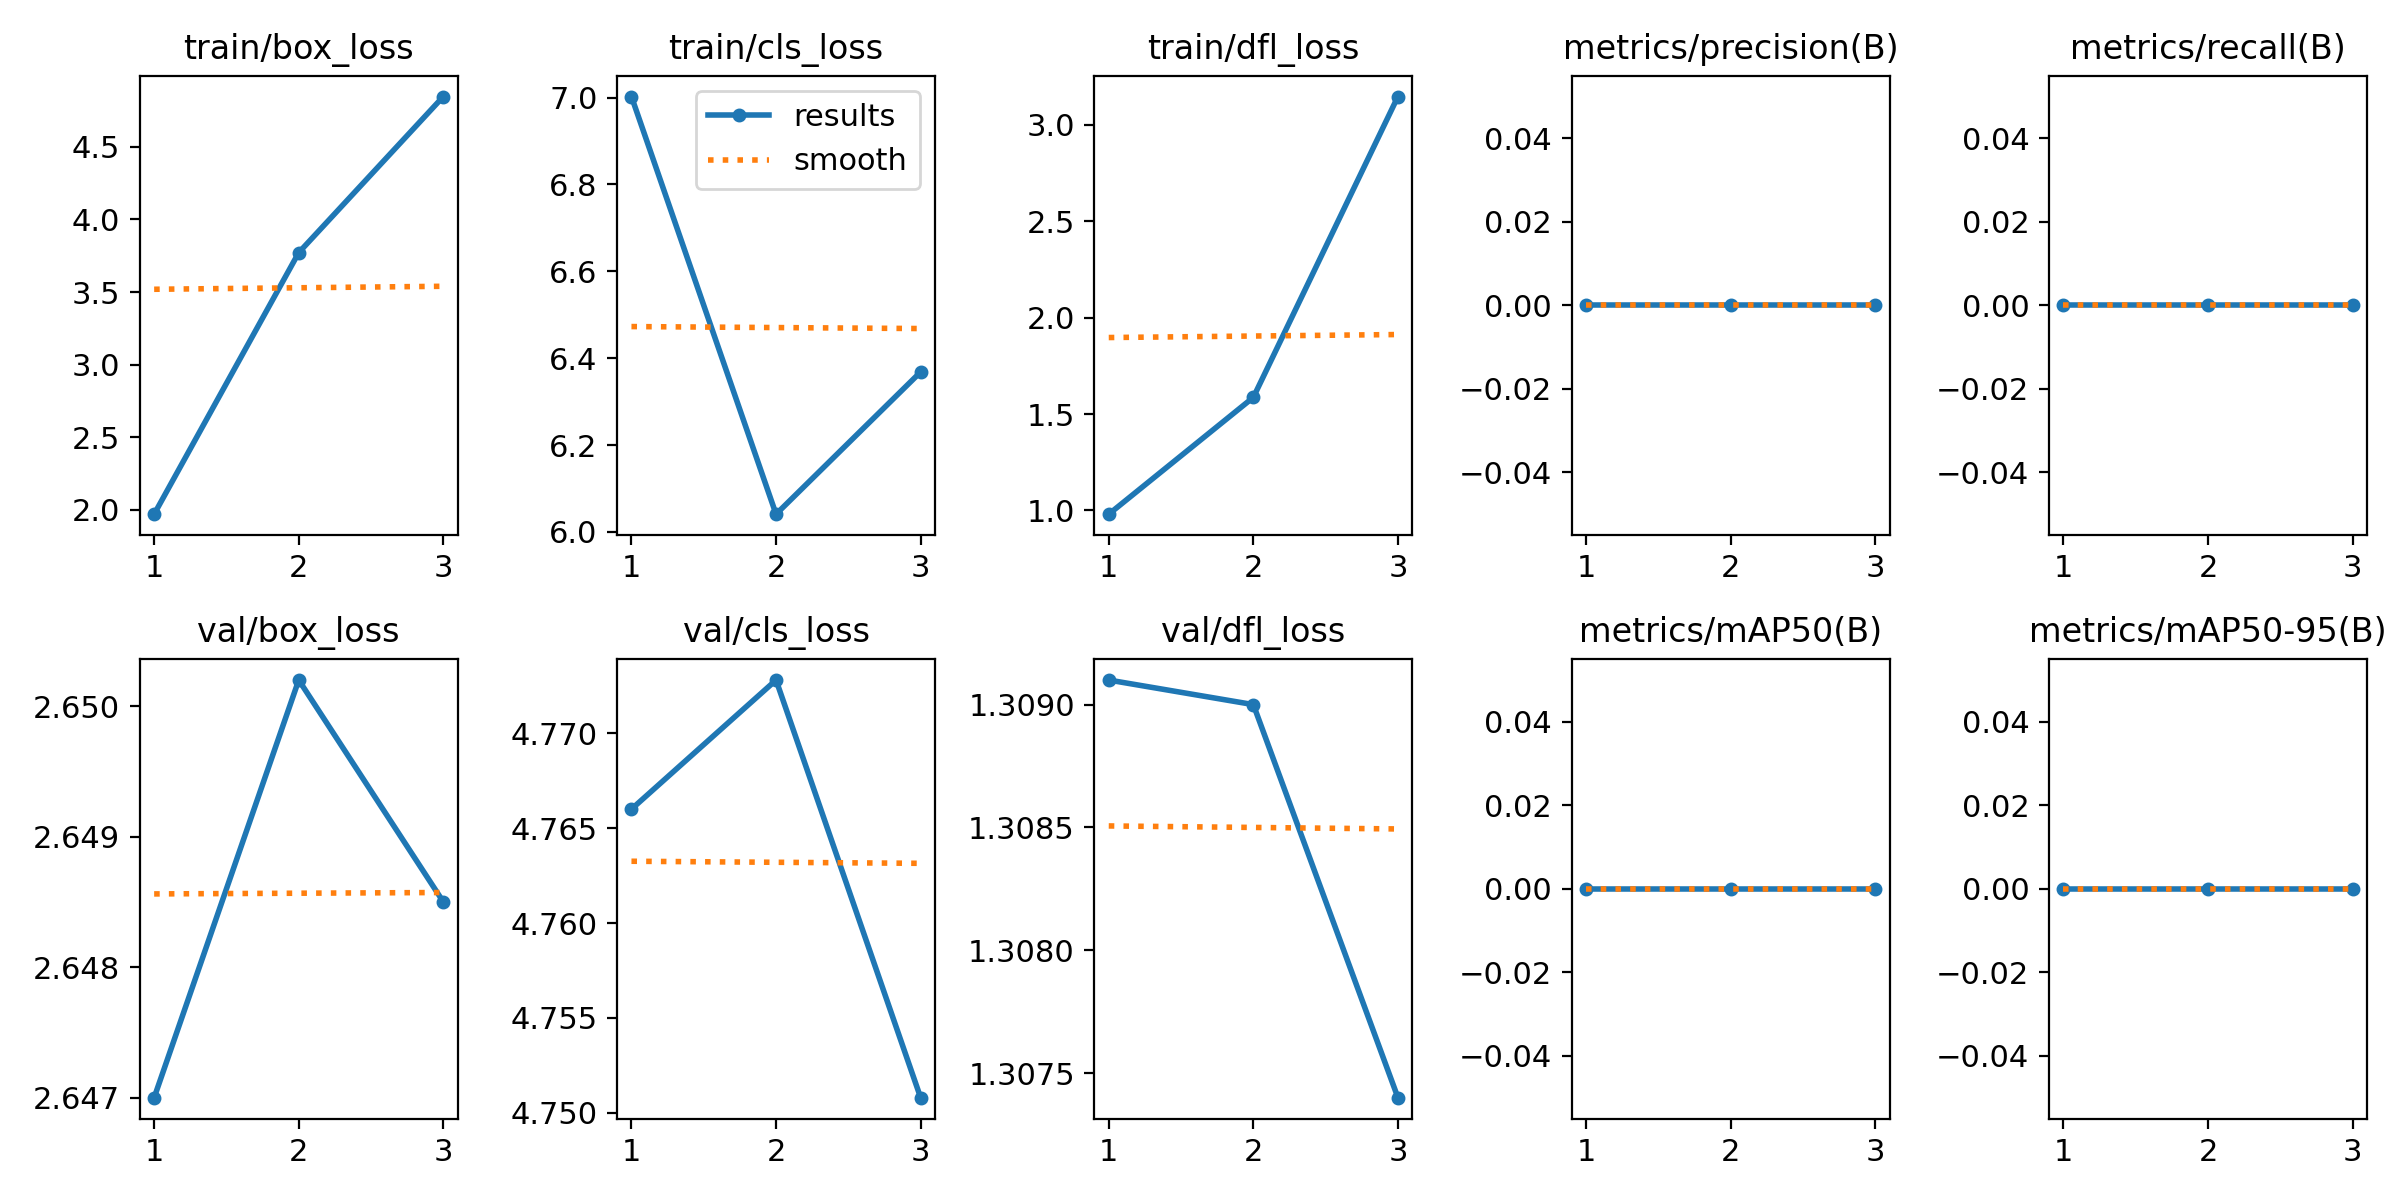 train/box_loss
4.5
4.0
3.5
3.0
2.5
2.0
1 2 3
train/cls_loss
results
smooth
7.0
6.8
6.6
6.4
6.2
6.0
1 2 3
train/dfl_loss
3.0
2.5
2.0
1.5
1.0
1 2 3
metrics/precision(B)
0.04
0.02
0.00
−0.02
−0.04
1 2 3
metrics/recall(B)
0.04
0.02
0.00
−0.02
−0.04
1 2 3
val/box_loss
2.650
2.649
2.648
2.647
1 2 3
val/cls_loss
4.770
4.765
4.760
4.755
4.750
1 2 3
val/dfl_loss
1.3090
1.3085
1.3080
1.3075
1 2 3
metrics/mAP50(B)
0.04
0.02
0.00
−0.02
−0.04
1 2 3
metrics/mAP50-95(B)
0.04
0.02
0.00
−0.02
−0.04
1 2 3